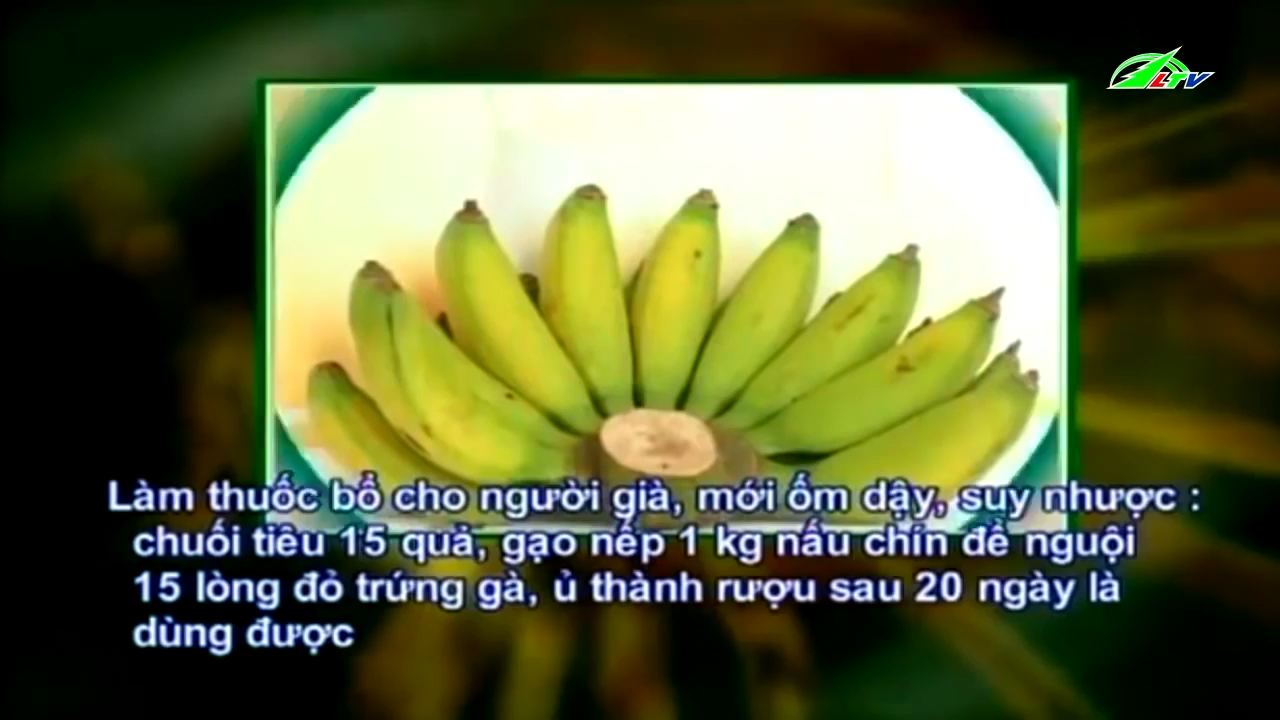 LTV
Làm thuốc bổ cho người già, mới ốm dậy, suy nhược :
chuối tiêu 15 quả, gạo nếp 1 kg nấu chín để nguội
15 lòng đỏ trứng gà, ủ thành rượu sau 20 ngày là
dùng được